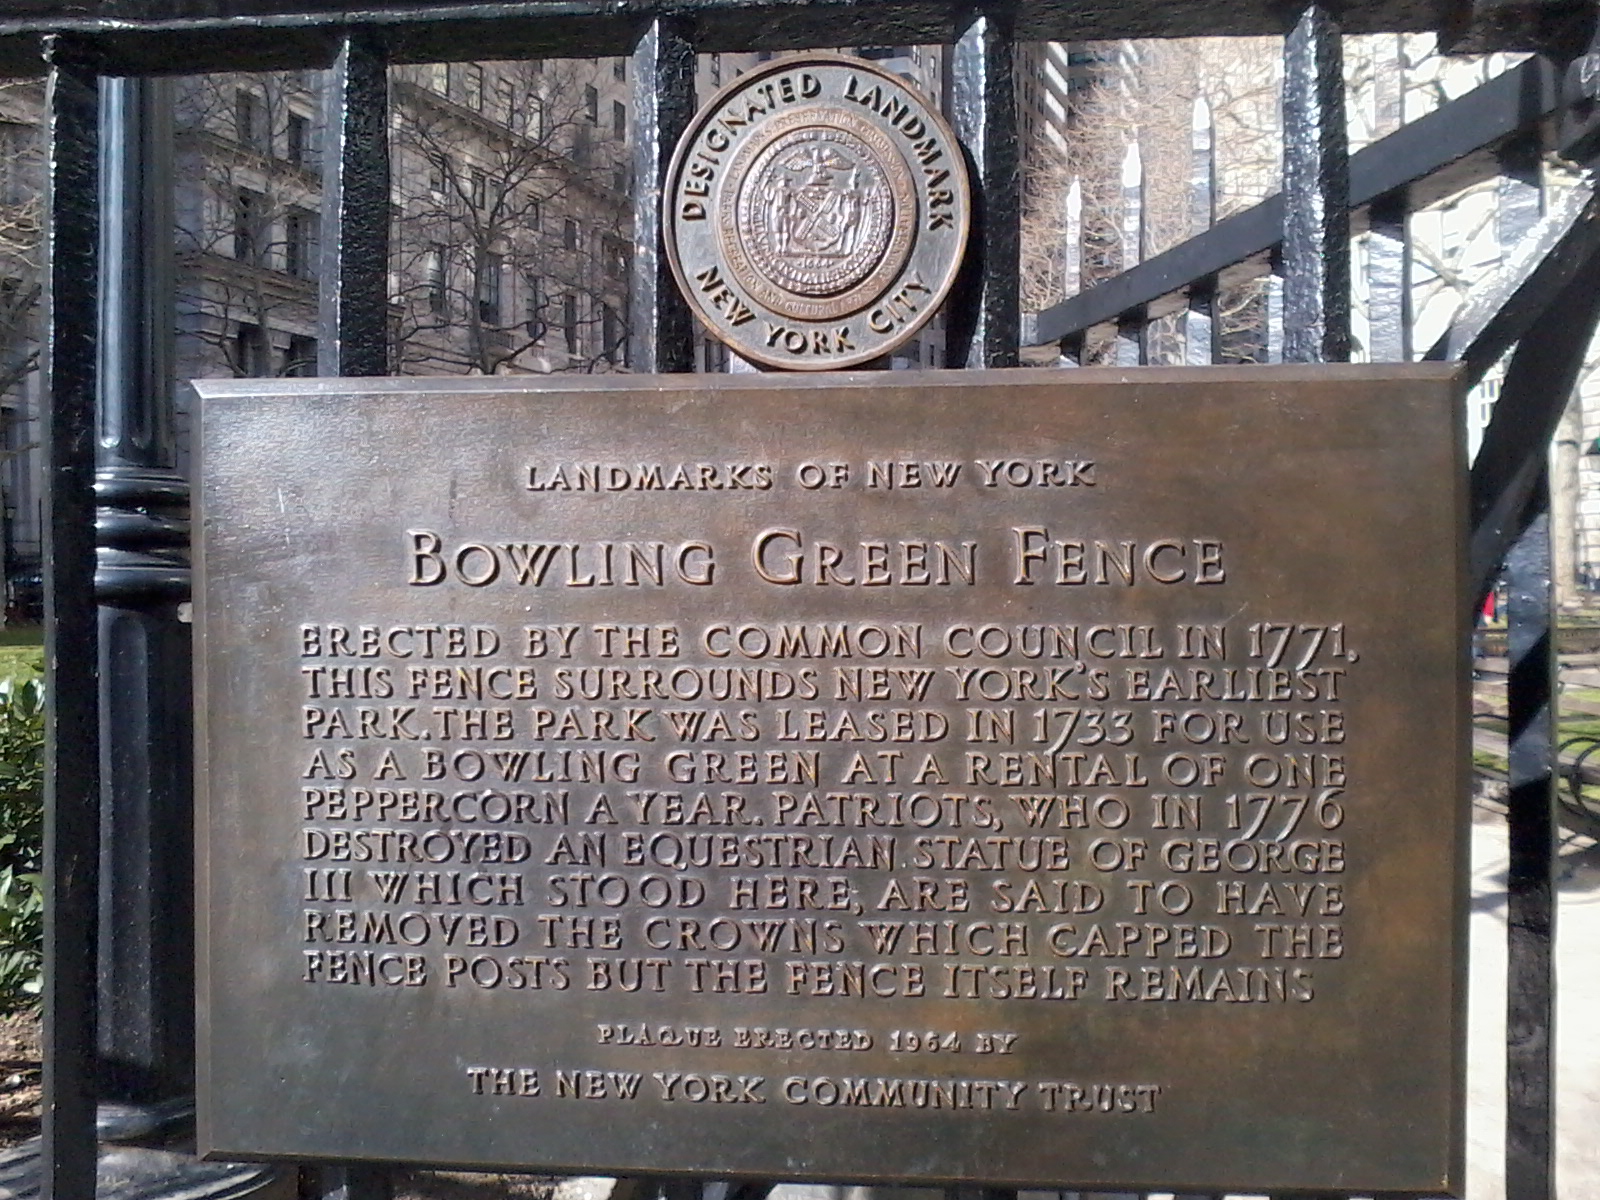 DESIGNATED LANDMARK
NEW YORK CITY
LANDMARKS OF NEW YORK
BOWLING GREEN FENCE
ERECTED BY THE COMMON COUNCIL IN 1771,
THIS FENCE SURROUNDS NEW YORK'S EARLIEST
PARK. THE PARK WAS LEASED IN 1733 FOR USE
AS A BOWLING GREEN AT A RENTAL OF ONE
PEPPERCORN A YEAR. PATRIOTS, WHO IN 1776
DESTROYED AN EQUESTRIAN STATUE OF GEORGE
III WHICH STOOD HERE, ARE SAID TO HAVE
REMOVED THE CROWNS WHICH CAPPED THE
FENCE POSTS BUT THE FENCE ITSELF REMAINS
PLAQUE ERECTED 1964 BY
THE NEW YORK COMMUNITY TRUST